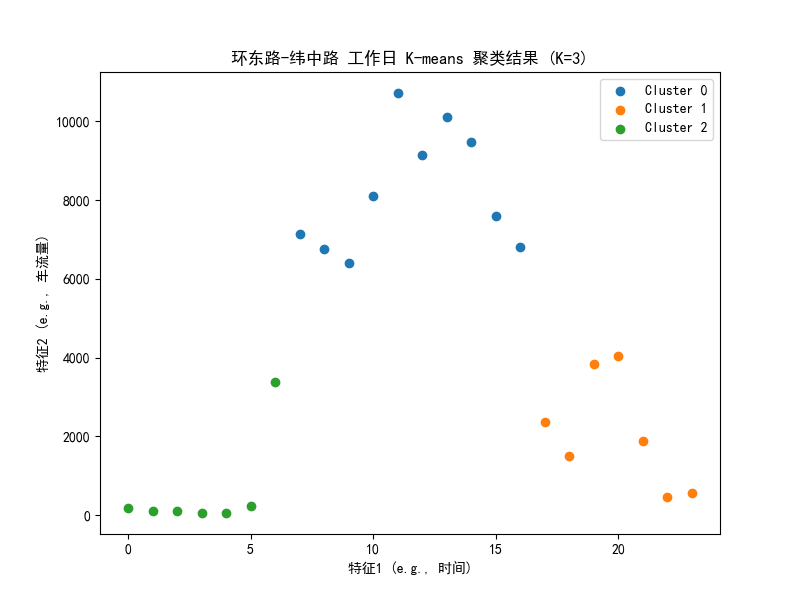 环东路-纬中路 工作日 K-means 聚类结果 (K=3)
Cluster 0
Cluster 1
Cluster 2
特征2 (e.g., 车流量)
10000
8000
6000
4000
2000
0
0 5 10 15 20
特征1 (e.g., 时间)